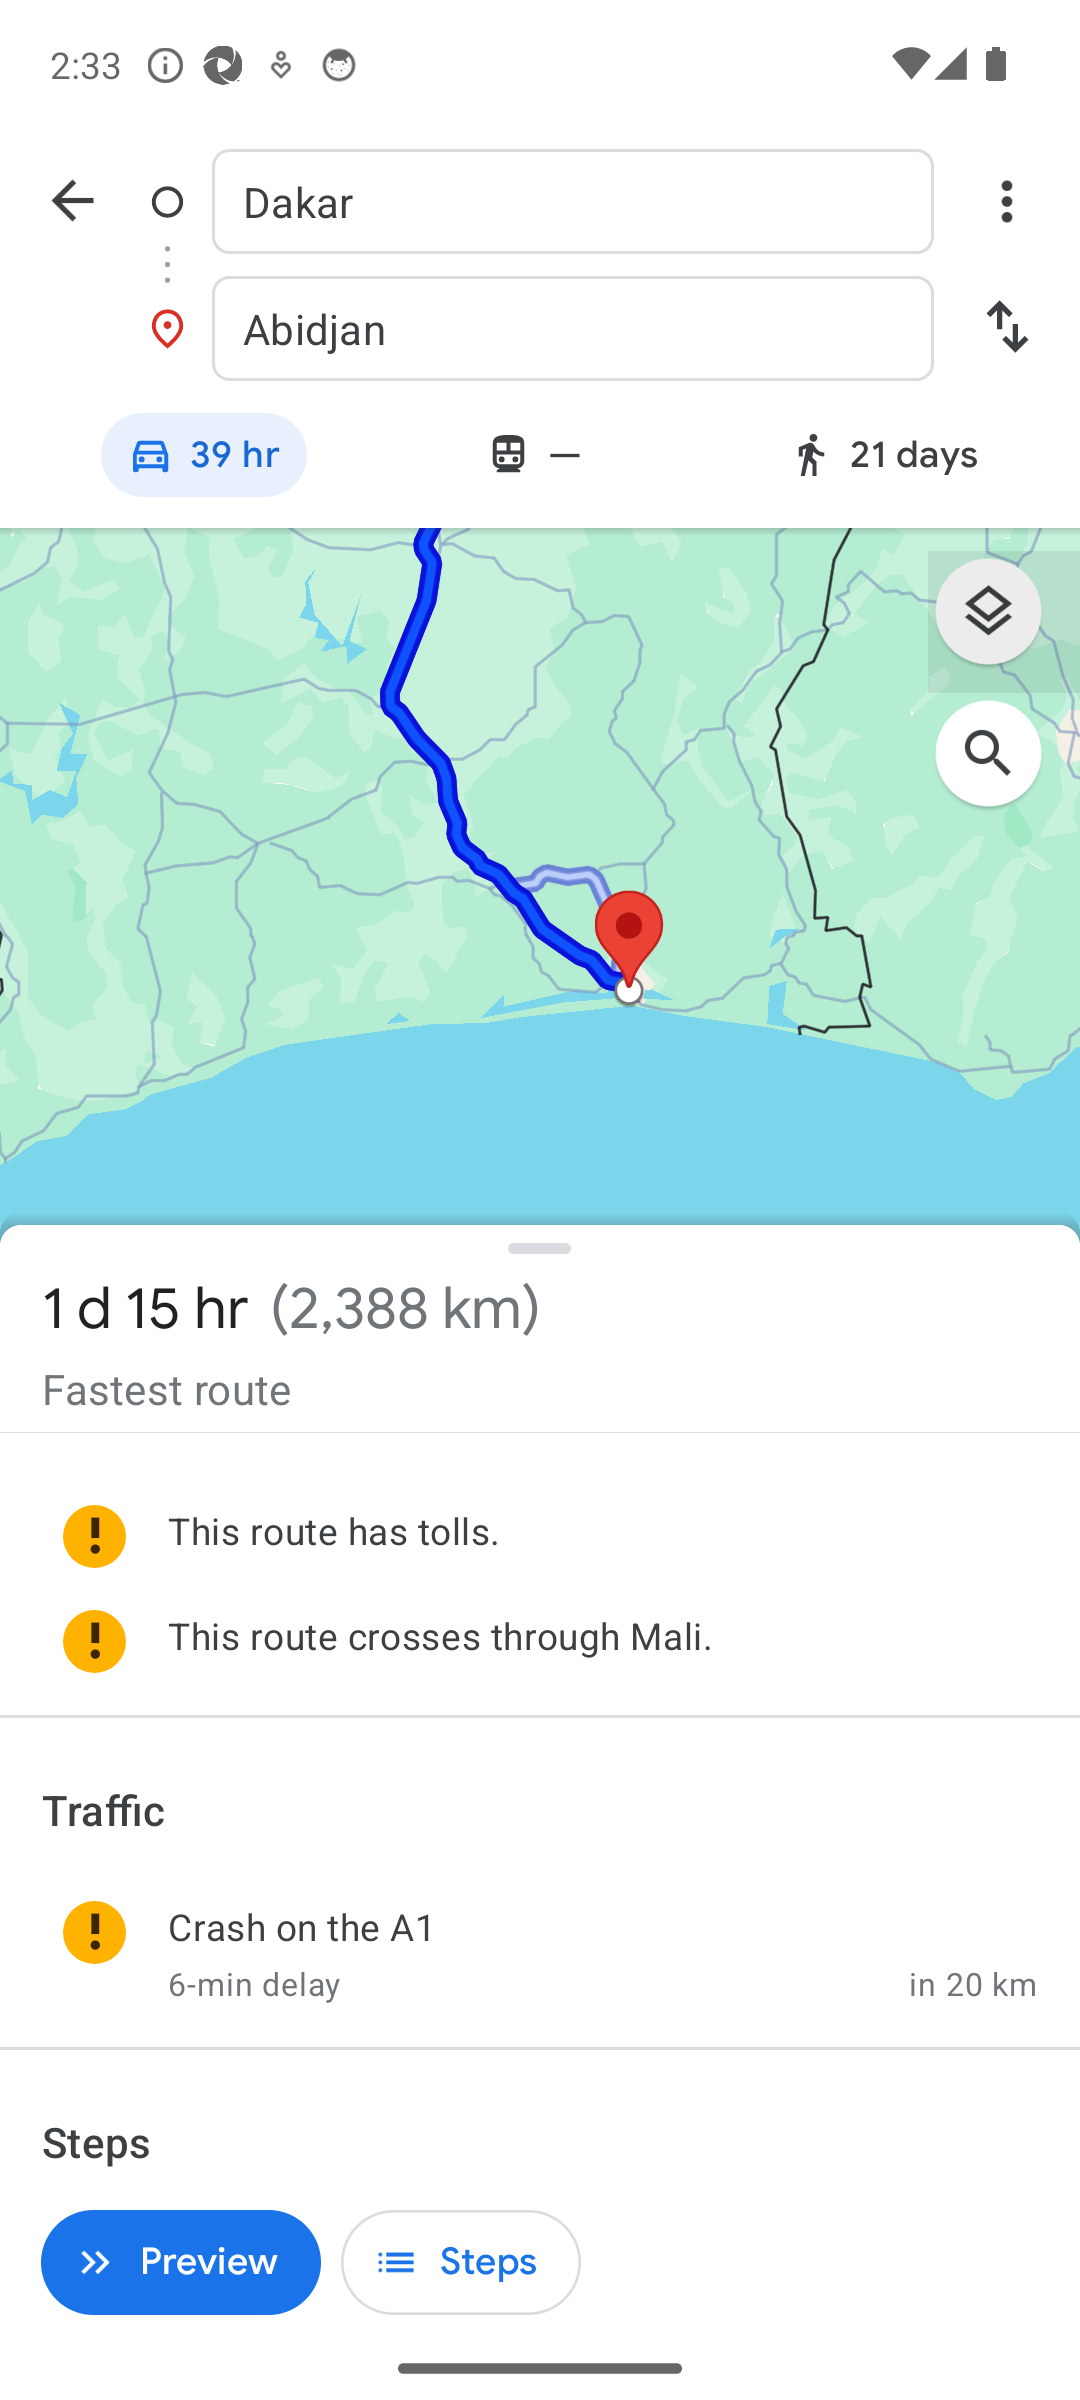 2:33
Dakar
Abidjan
39 hr
—
21 days
1 d 15 hr (2,388 km)
Fastest route
This route has tolls.
This route crosses through Mali.
Traffic
Crash on the A1
6-min delay
in 20 km
Steps
Preview
Steps